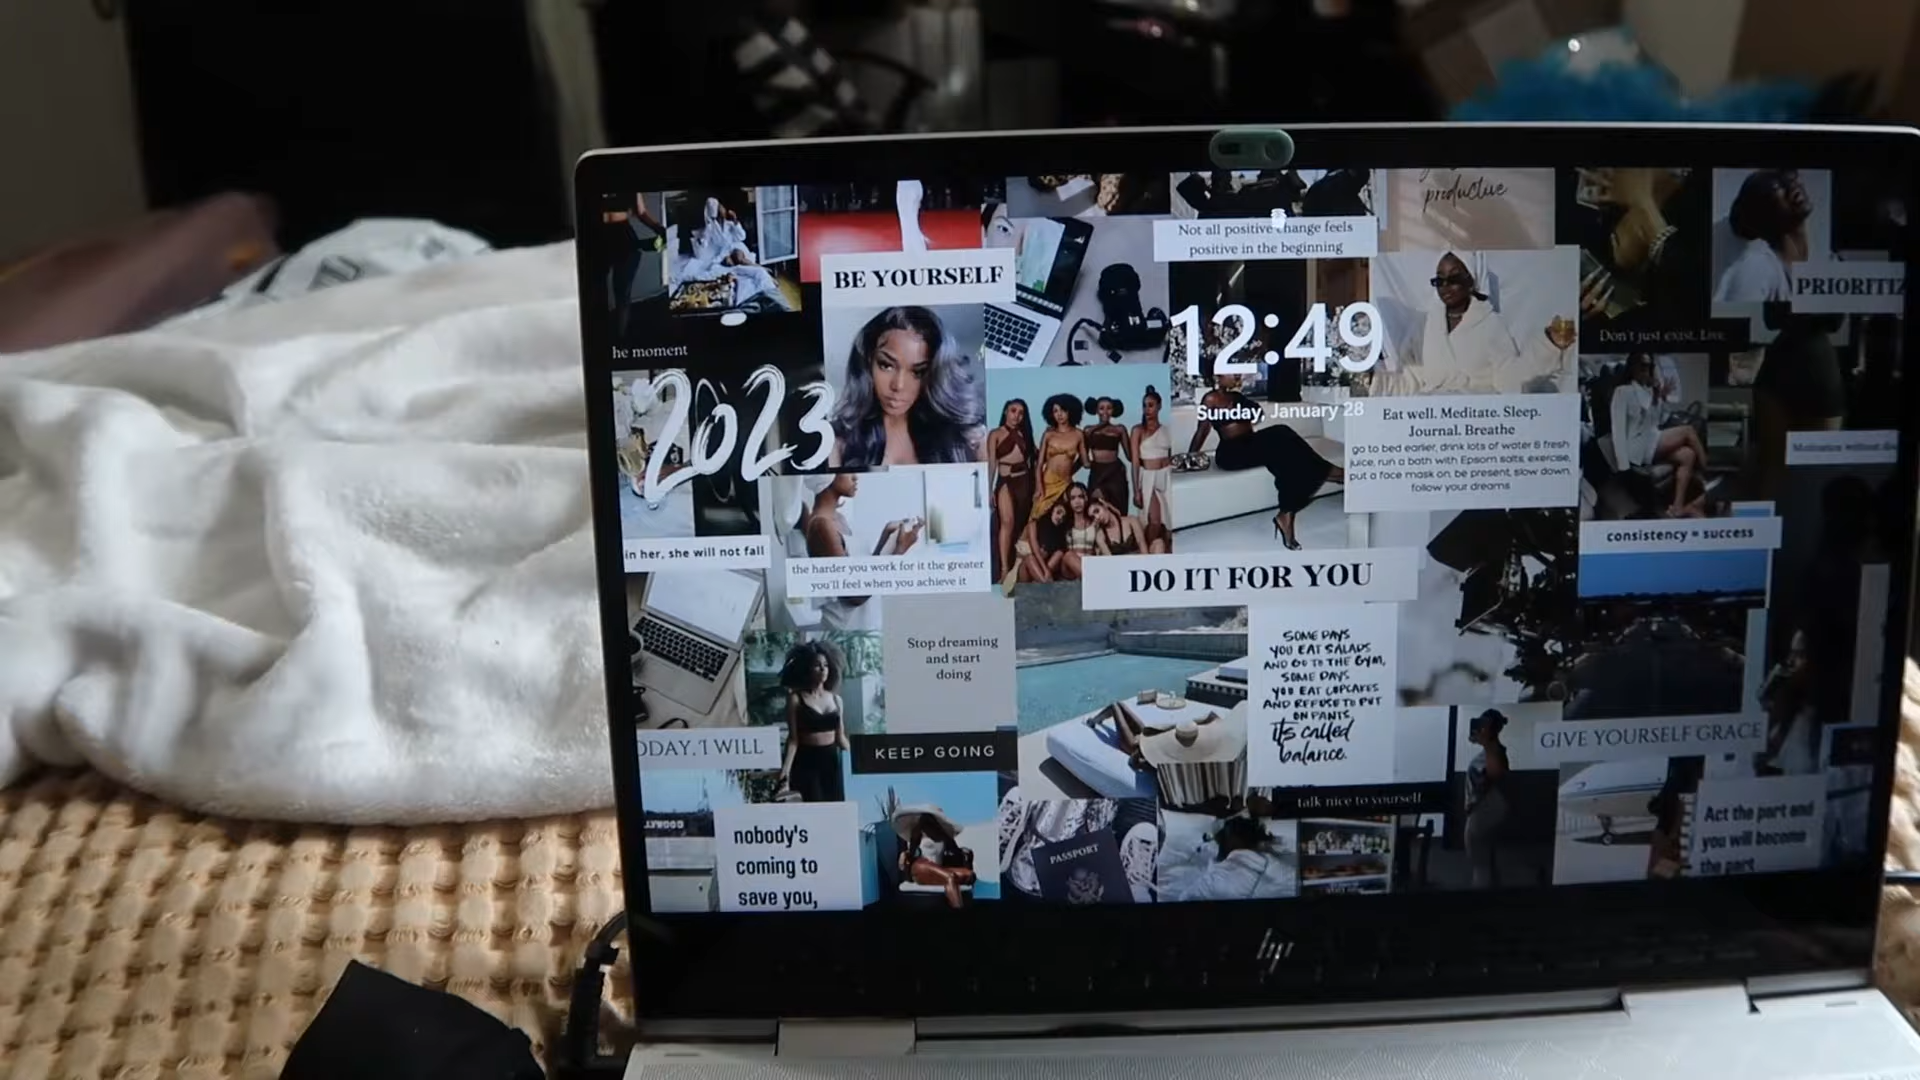 productive
Not all positive change feels
positive in the beginning
BE YOURSELF
PRIORITIZ
12:49
Don't just exist. Live
he moment
2023
Sunday, January 28
Eat well. Meditate. Sleep.
Journal. Breathe
go to bed earlier, drink lots of water & fresh
juice, run a bath with Epsom salts, exercise,
put a face mask on, be present, slow down,
follow your dreams
consistency = success
in her, she will not fall
the harder you work for it the greater
you'll feel when you achieve it
DO IT FOR YOU
Stop dreaming
and start
doing
SOME DAYS
YOU EAT SALADS
AND GO TO THE GYM,
SOME DAYS
YOU EAT CUPCAKES
AND REFUSE TO PUT
ON PANTS.
it's called
balance.
ODAY, I WILL
KEEP GOING
GIVE YOURSELF GRACE
talk nice to yourself
Act the part and
you will become
the part
nobody's
coming to
save you,
PASSPORT
hp